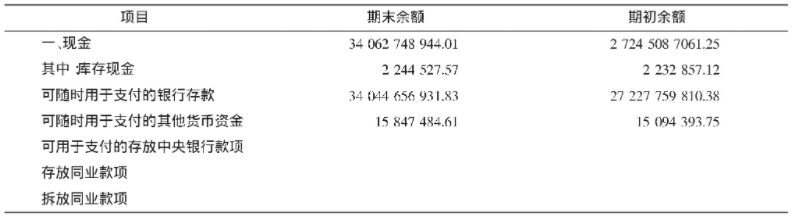 项目 期末余额 期初余额
一、现金 34 062 748 944.01 2 724 508 7061.25
其中:库存现金 2 244 527.57 2 232 857.12
可随时用于支付的银行存款 34 044 656 931.83 27 227 759 810.38
可随时用于支付的其他货币资金 15 847 484.61 15 094 393.75
可用于支付的存放中央银行款项
存放同业款项
拆放同业款项